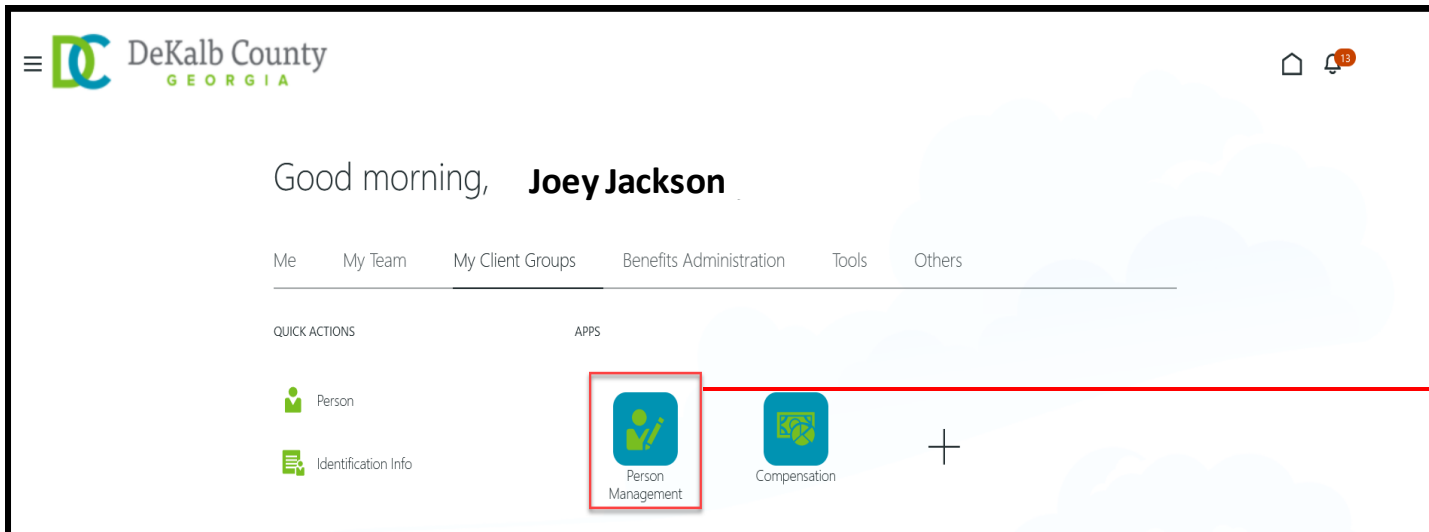 DeKalb County
GEORGIA
13
Good morning, Joey Jackson
Me My Team My Client Groups Benefits Administration Tools Others
QUICK ACTIONS APPS
Person
Identification Info
Person
Management
Compensation